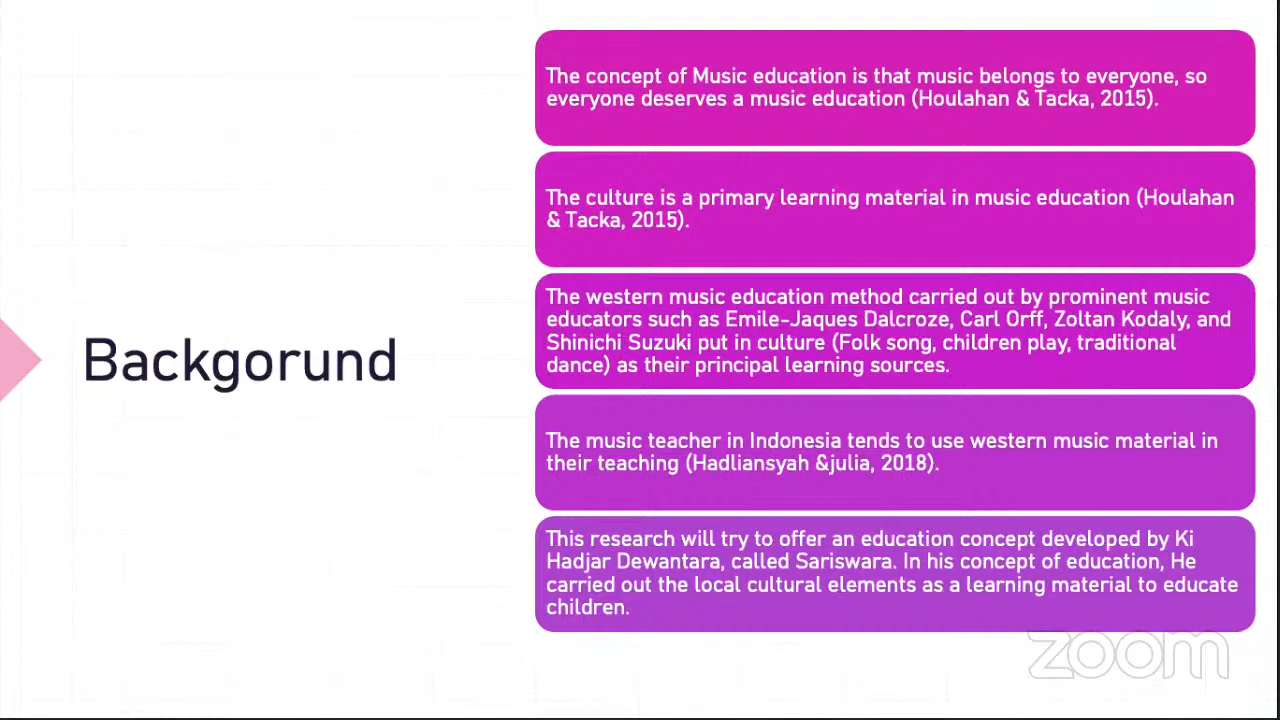 Backgorund
The concept of Music education is that music belongs to everyone, so
everyone deserves a music education (Houlahan & Tacka, 2015).
The culture is a primary learning material in music education (Houlahan
& Tacka, 2015).
The western music education method carried out by prominent music
educators such as Emile-Jaques Dalcroze, Carl Orff, Zoltan Kodaly, and
Shinichi Suzuki put in culture (Folk song, children play, traditional
dance) as their principal learning sources.
The music teacher in Indonesia tends to use western music material in
their teaching (Hadliansyah &julia, 2018).
This research will try to offer an education concept developed by Ki
Hadjar Dewantara, called Sariswara. In his concept of education, He
carried out the local cultural elements as a learning material to educate
children.
zoom